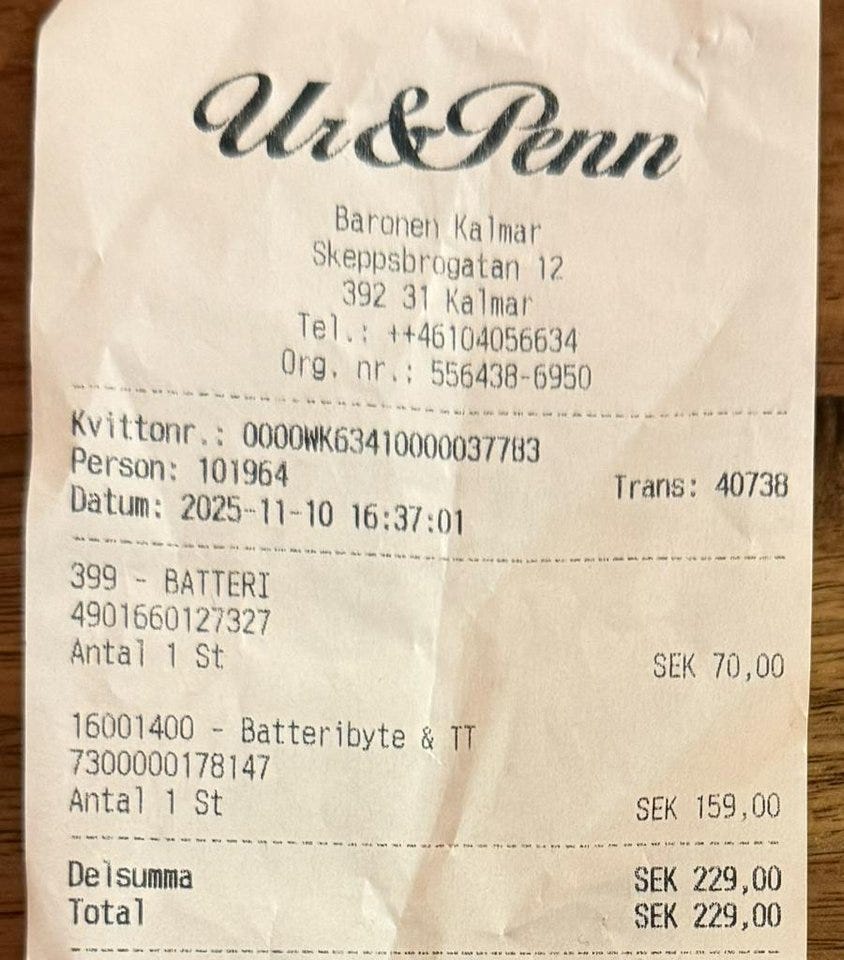 Ur&Penn
Baronen Kalmar
Skeppsbrogatan 12
392 31 Kalmar
Tel.: ++46104056634
Org. nr.: 556438-6950
Kvittonr.: 0000WK63410000037783
Person: 101964 Trans: 40738
Datum: 2025-11-10 16:37:01
399 - BATTERI
4901660127327
Antal 1 St SEK 70,00
16001400 - Batteribyte & TT
7300000178147
Antal 1 St SEK 159,00
Delsumma SEK 229,00
Total SEK 229,00